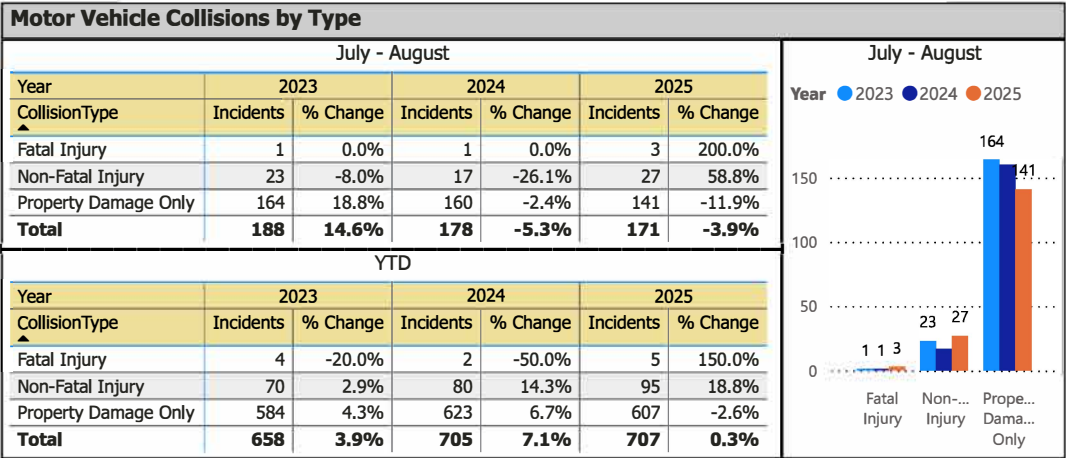 Motor Vehicle Collisions by Type
July - August
Year 2023 2024 2025
CollisionType Incidents % Change Incidents % Change Incidents % Change
Fatal Injury 1 0.0% 1 0.0% 3 200.0%
Non-Fatal Injury 23 -8.0% 17 -26.1% 27 58.8%
Property Damage Only 164 18.8% 160 -2.4% 141 -11.9%
Total 188 14.6% 178 -5.3% 171 -3.9%
YTD
Year 2023 2024 2025
CollisionType Incidents % Change Incidents % Change Incidents % Change
Fatal Injury 4 -20.0% 2 -50.0% 5 150.0%
Non-Fatal Injury 70 2.9% 80 14.3% 95 18.8%
Property Damage Only 584 4.3% 623 6.7% 607 -2.6%
Total 658 3.9% 705 7.1% 707 0.3%
July - August
Year 2023 2024 2025
164
150 141
100
50
23 27
1 1 3
0
Fatal Non-... Prope...
Injury Injury Dama...
Only